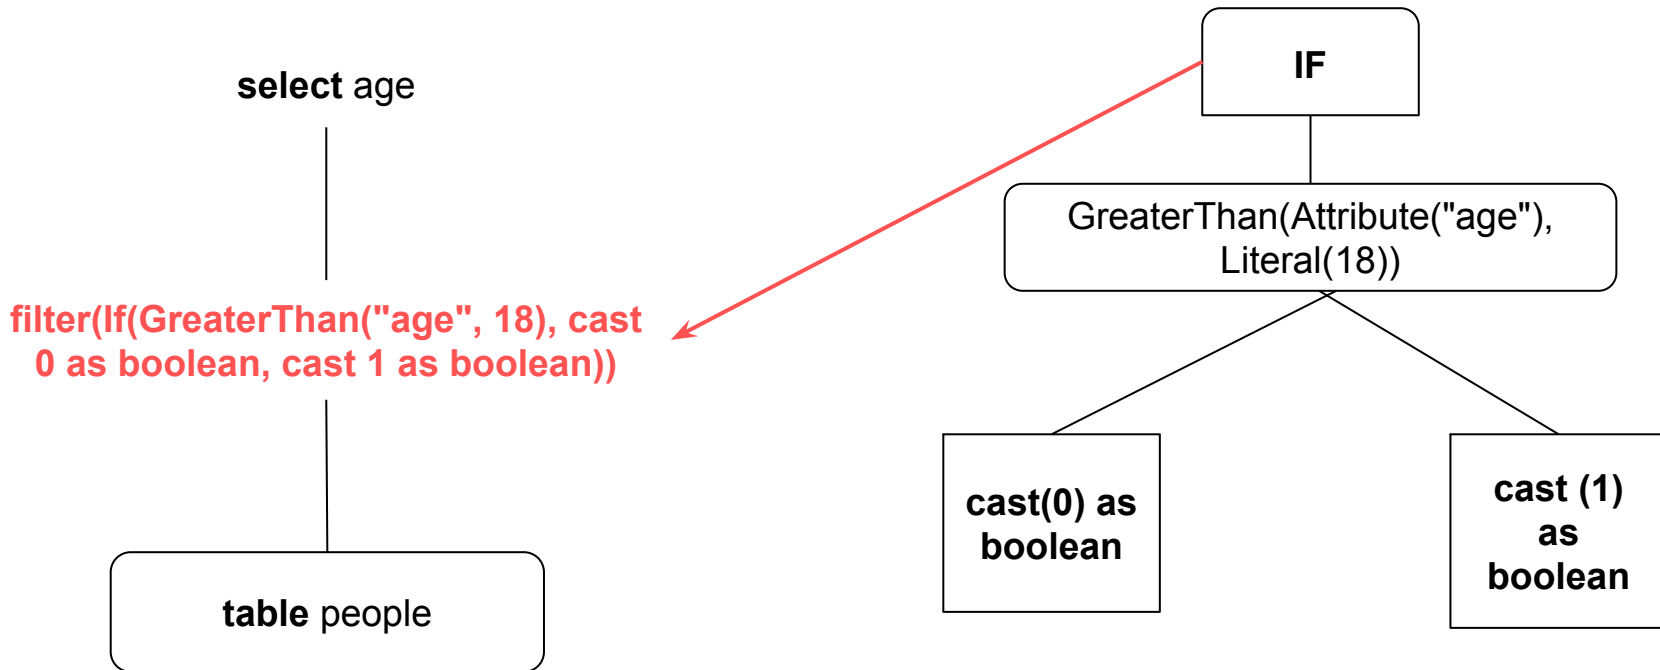 select age
filter(If(GreaterThan("age", 18), cast
0 as boolean, cast 1 as boolean))
table people
IF
GreaterThan(Attribute("age"),
Literal(18))
cast(0) as
boolean
cast (1)
as
boolean